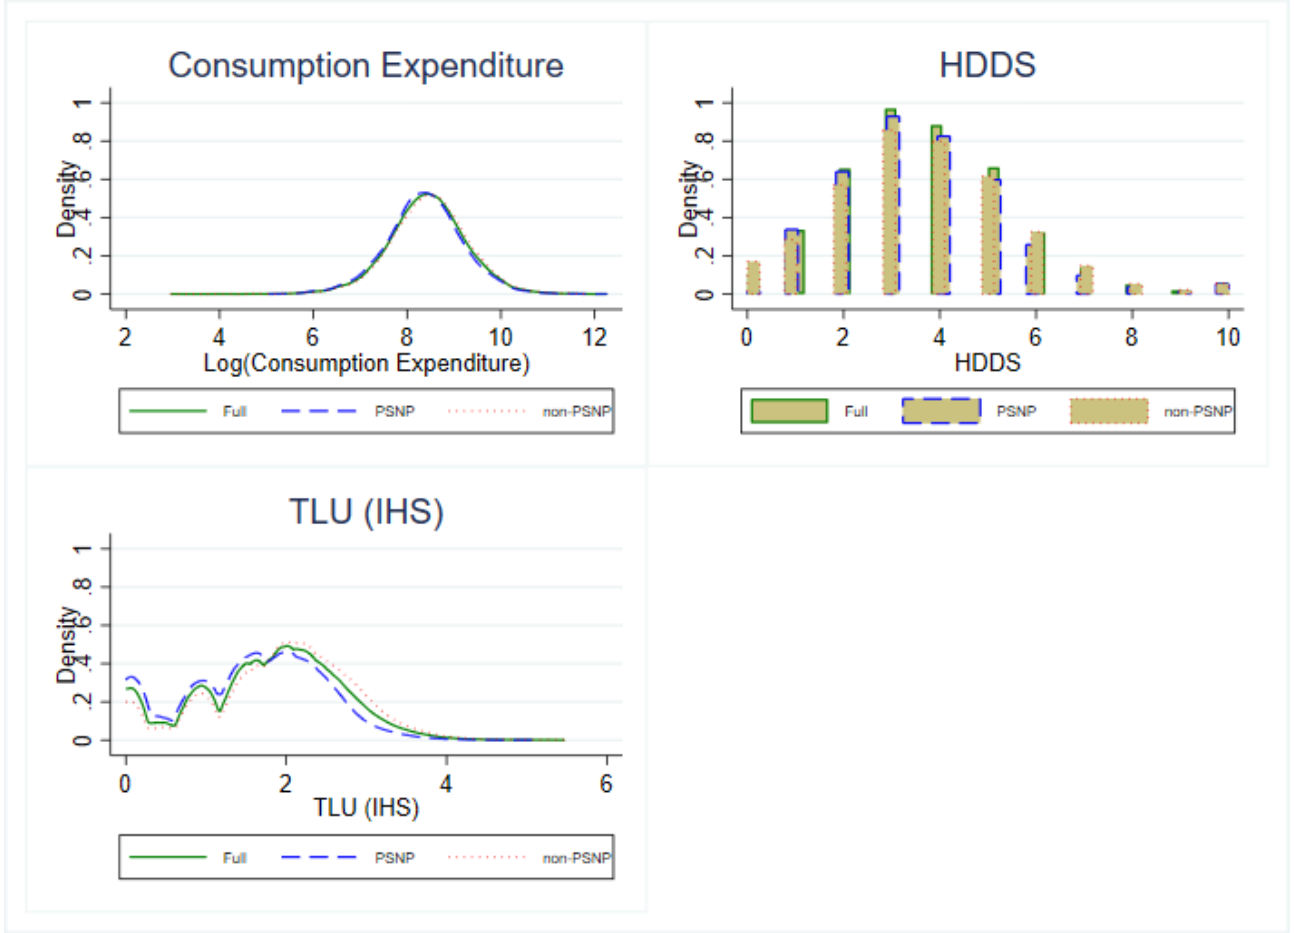 Consumption Expenditure
Density
0 .2 .4 .6 .8 1
2 4 6 8 10 12
Log(Consumption Expenditure)
Full PSNP non-PSNP
HDDS
Density
0 .2 .4 .6 .8 1
0 2 4 6 8 10
HDDS
Full PSNP non-PSNP
TLU (IHS)
Density
0 .2 .4 .6 .8 1
0 2 4 6
TLU (IHS)
Full PSNP non-PSNP